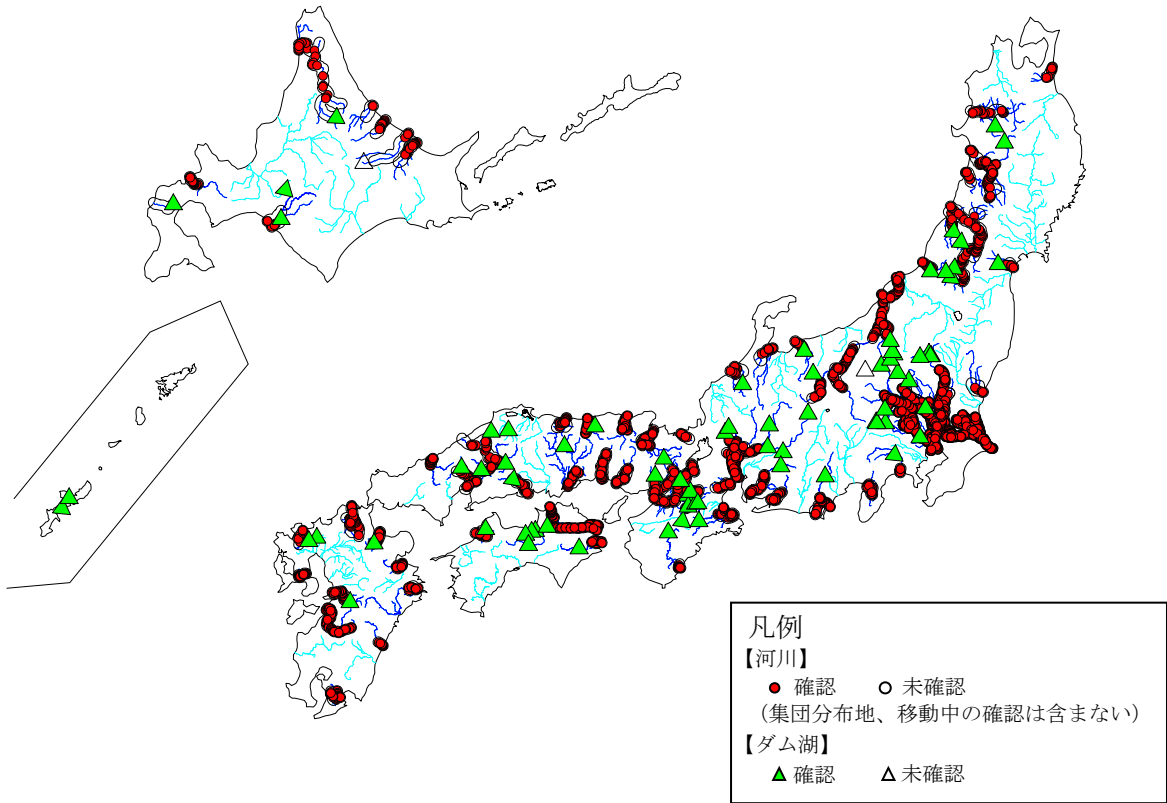 凡例
【河川】
確認 未確認
（集団分布地、移動中の確認は含まない）
【ダム湖】
確認 未確認